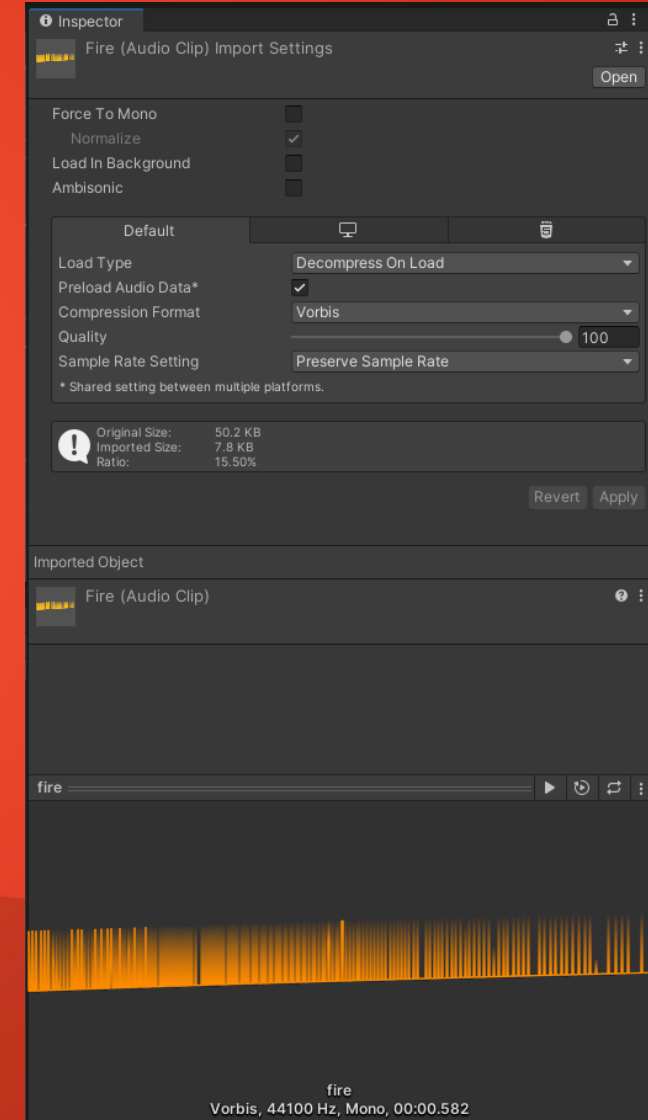 Inspector
Fire (Audio Clip) Import Settings
Open
Force To Mono
Normalize
Load In Background
Ambisonic
Default
Load Type Decompress On Load
Preload Audio Data*
Compression Format Vorbis
Quality 100
Sample Rate Setting Preserve Sample Rate
* Shared setting between multiple platforms.
Original Size: 50.2 KB
Imported Size: 7.8 KB
Ratio: 15.50%
Revert Apply
Imported Object
Fire (Audio Clip)
fire
fire
Vorbis, 44100 Hz, Mono, 00:00.582